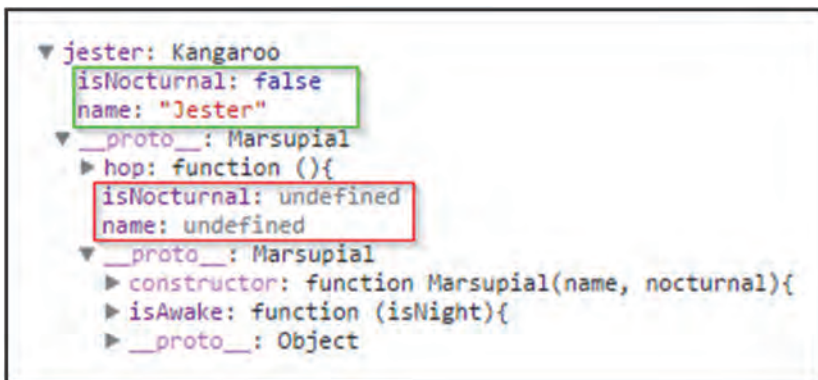 ▼ jester: Kangaroo
isNocturnal: false
name: "Jester"
▼ __proto__: Marsupial
▶ hop: function (){
isNocturnal: undefined
name: undefined
▼ __proto__: Marsupial
▶ constructor: function Marsupial(name, nocturnal){
▶ isAwake: function (isNight){
▶ __proto__: Object